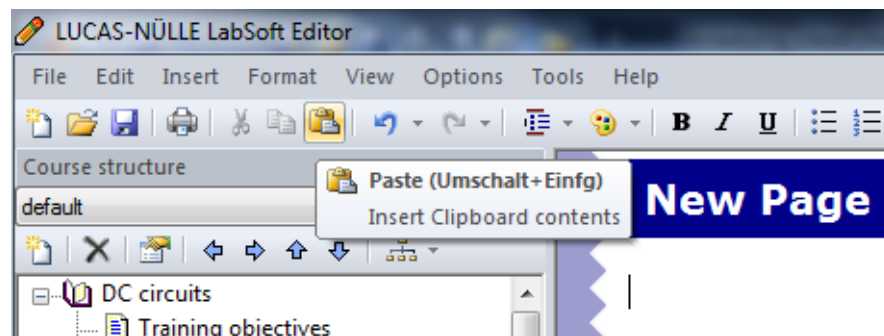 LUCAS-NÜLLE LabSoft Editor
File Edit Insert Format View Options Tools Help
B I U
Course structure
Paste (Umschalt+Einfg)
default
Insert Clipboard contents
New Page
DC circuits
Training objectives